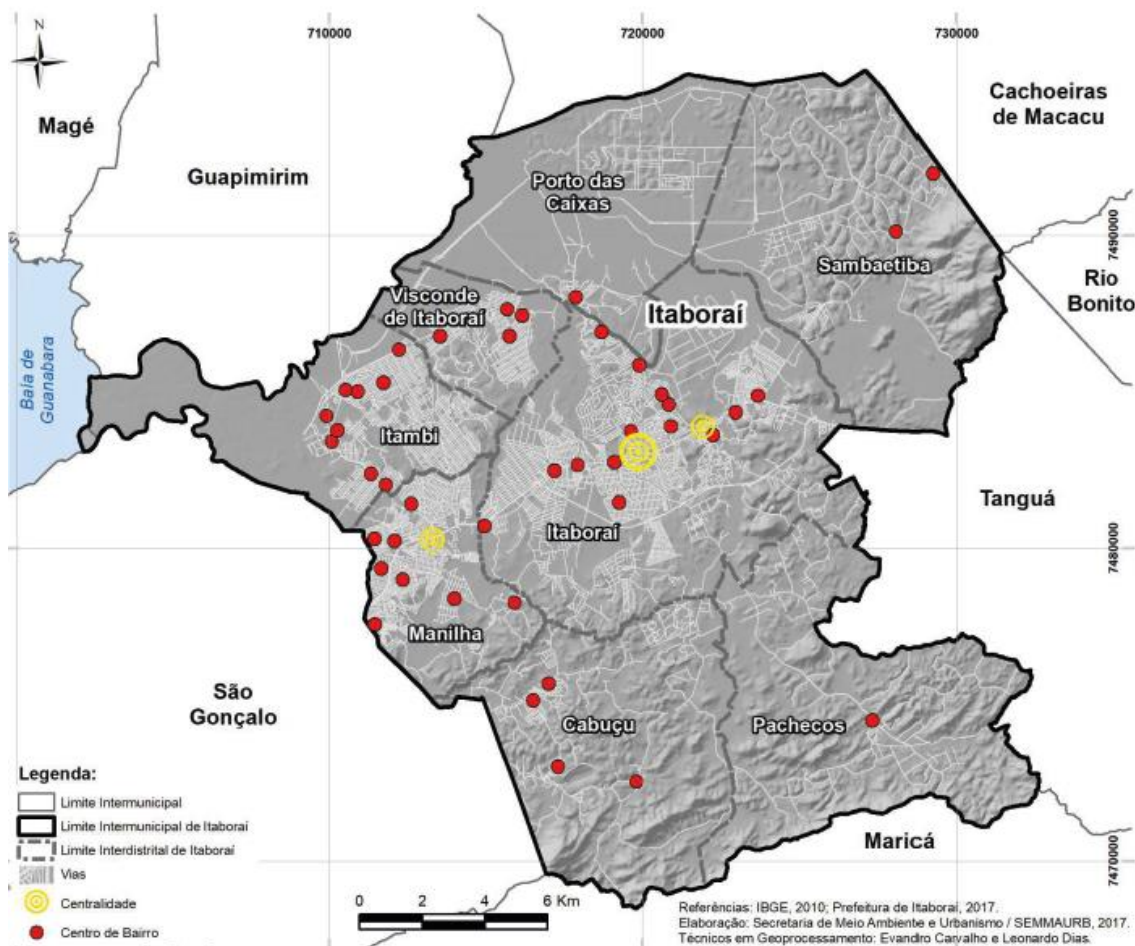 N
710000
720000
730000
Magé
Guapimirim
Cachoeiras
de Macacu
Porto das
Caixas
7490000
Sambaetiba
Rio
Bonito
Visconde
de Itaboraí
Itaboraí
Baía de
Guanabara
Itambi
Tanguá
Itaboraí
7480000
Manilha
São
Gonçalo
Cabuçu
Pachecos
Maricá
7470000
Legenda:
Limite Intermunicipal
Limite Intermunicipal de Itaboraí
Limite Interdistrital de Itaboraí
Vias
Centralidade
Centro de Bairro
0 2 4 6 Km
Referências: IBGE, 2010; Prefeitura de Itaboraí, 2017.
Elaboração: Secretaria de Meio Ambiente e Urbanismo / SEMMAURB, 2017.
Técnicos em Geoprocessamento: Evandro Carvalho e Leonardo Dias.